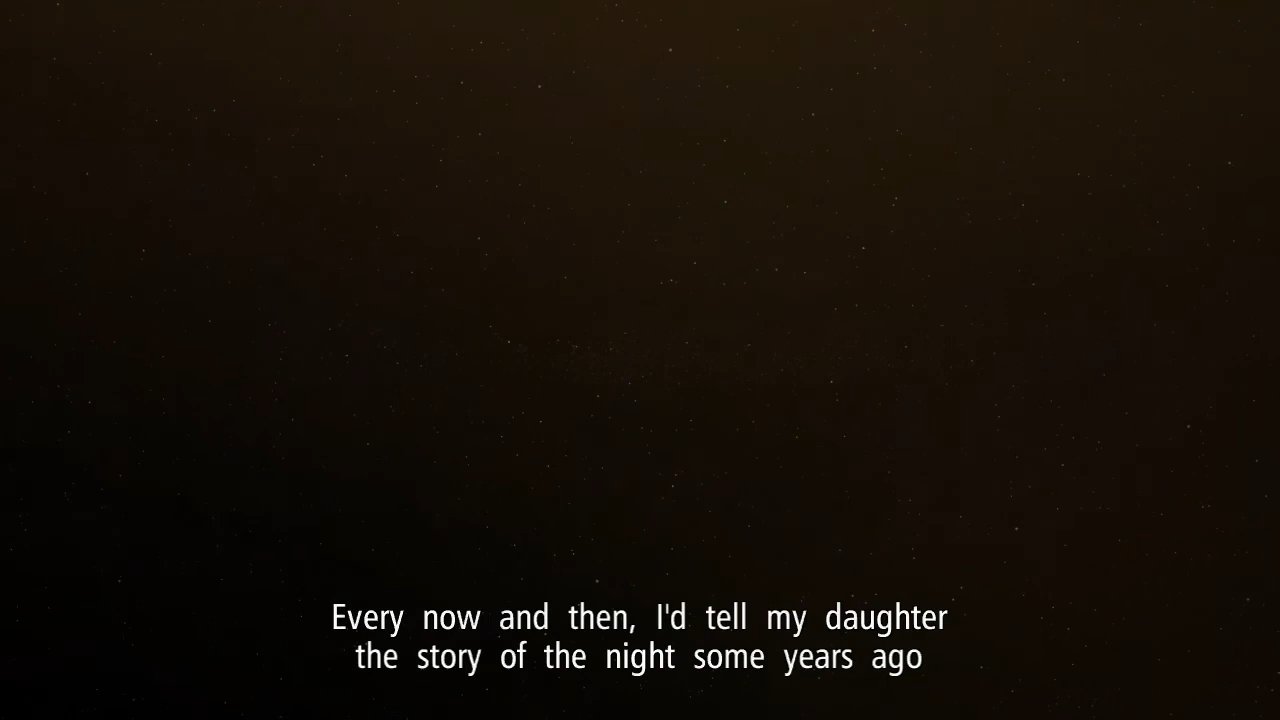 Every now and then, I'd tell my daughter
the story of the night some years ago